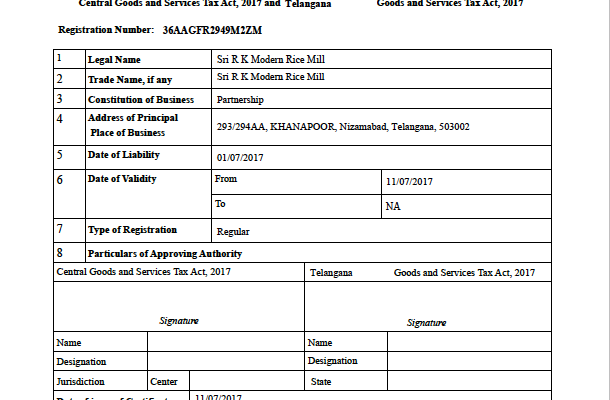 Central Goods and Services Tax Act, 2017 and Telangana Goods and Services Tax Act, 2017
Registration Number: 36AAGFR2949M2ZM
1 Legal Name Sri R K Modern Rice Mill
2 Trade Name, if any Sri R K Modern Rice Mill
3 Constitution of Business Partnership
4 Address of Principal
Place of Business 293/294AA, KHANAPOOR, Nizamabad, Telangana, 503002
5 Date of Liability 01/07/2017
6 Date of Validity From 11/07/2017
To NA
7 Type of Registration Regular
8 Particulars of Approving Authority
Central Goods and Services Tax Act, 2017 Telangana Goods and Services Tax Act, 2017
Signature Signature
Name Name
Designation Designation
Jurisdiction Center State
11/07/2017